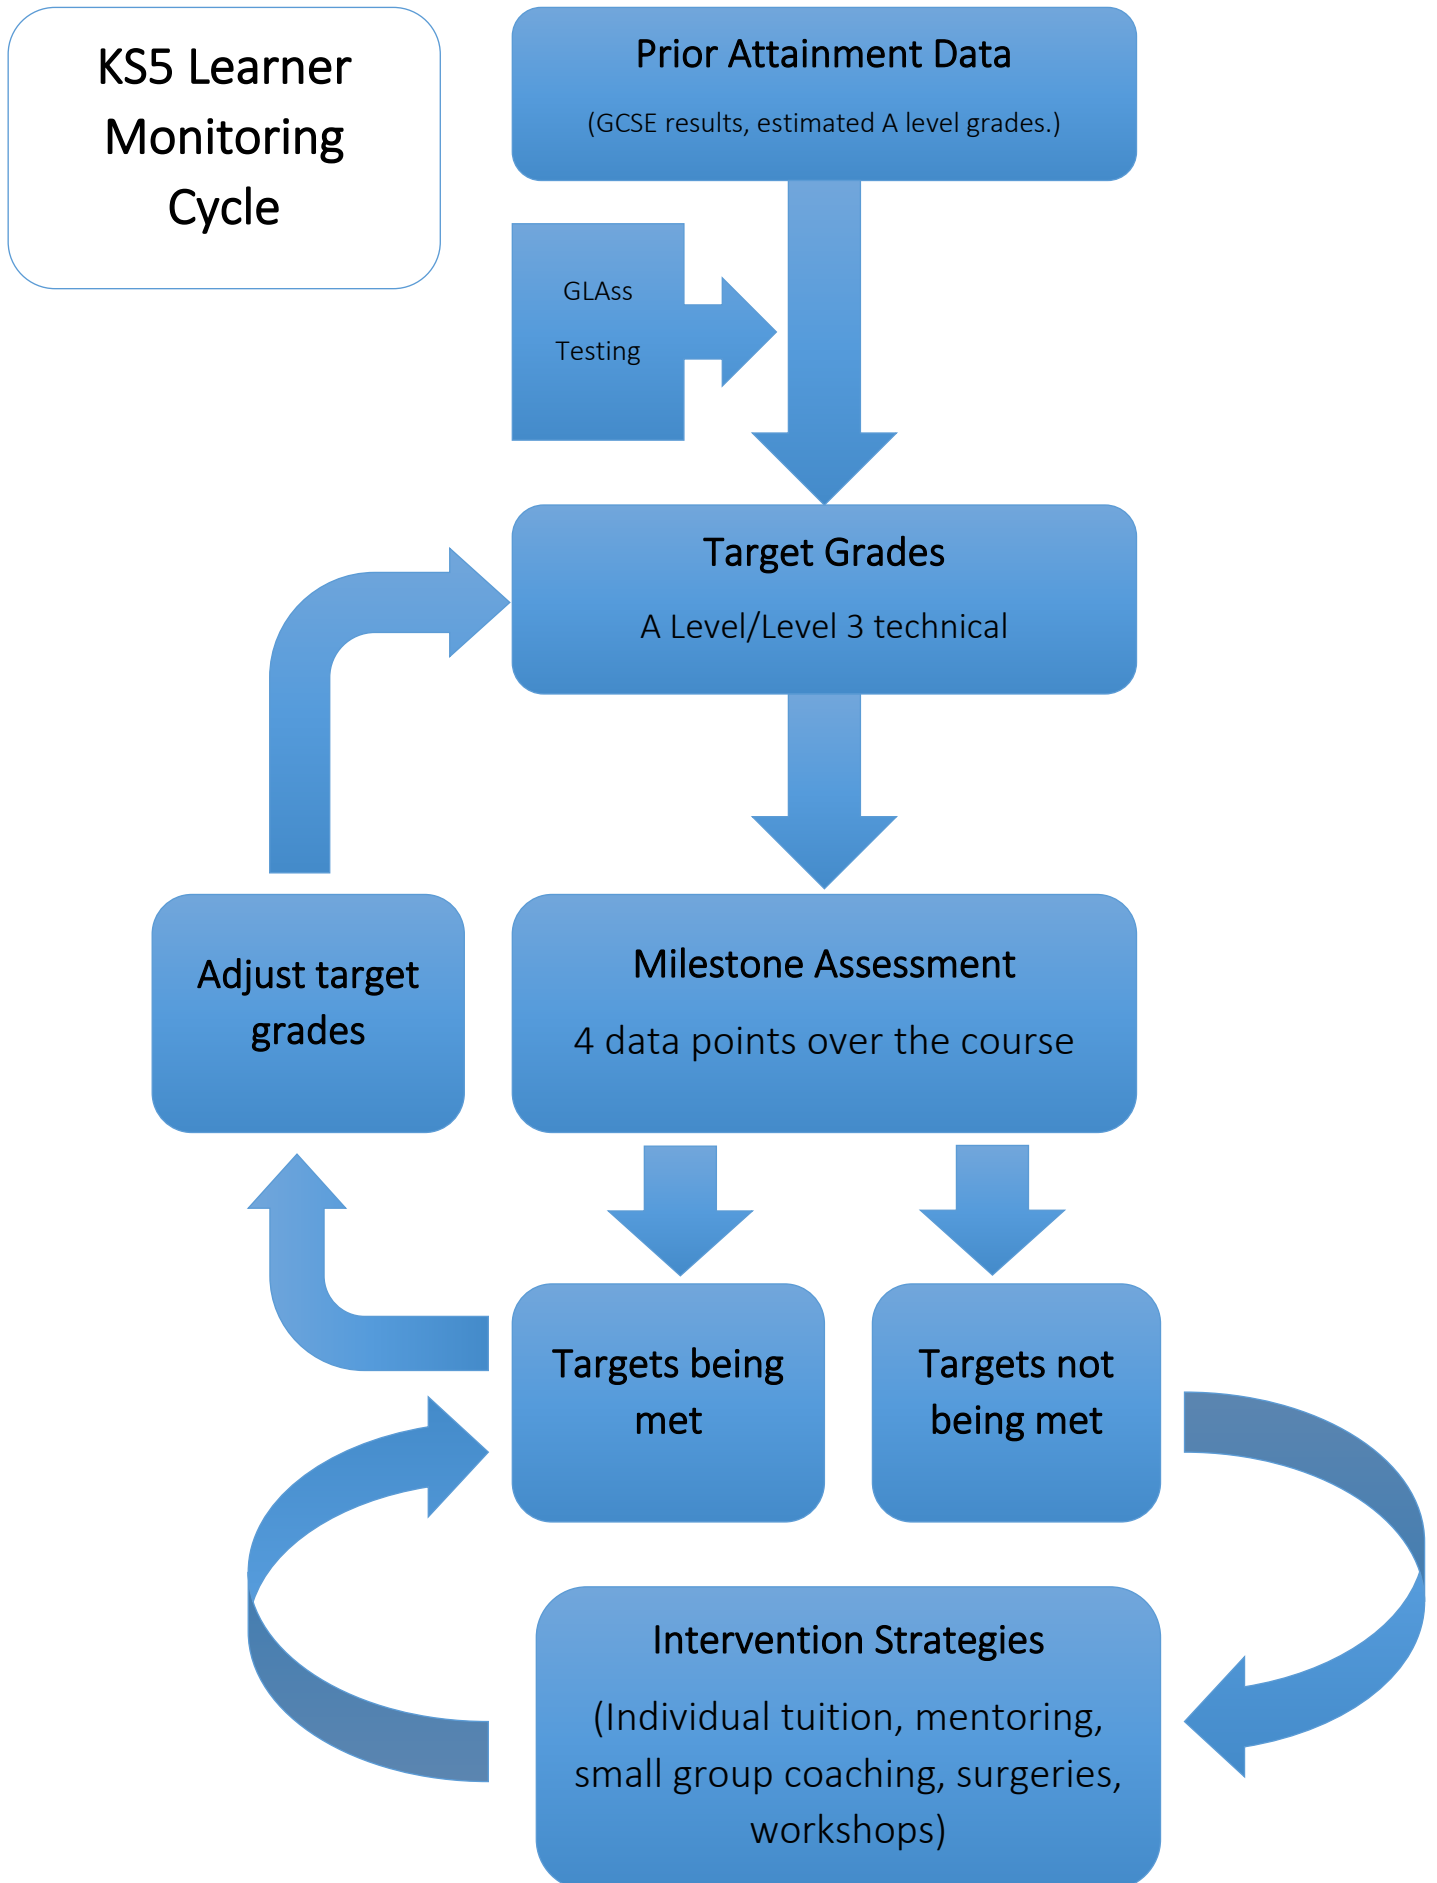 KS5 Learner
Monitoring
Cycle
Prior Attainment Data
(GCSE results, estimated A level grades.)
GLAss
Testing
Target Grades
A Level/Level 3 technical
Adjust target
grades
Milestone Assessment
4 data points over the course
Targets being
met
Targets not
being met
Intervention Strategies
(Individual tuition, mentoring,
small group coaching, surgeries,
workshops)